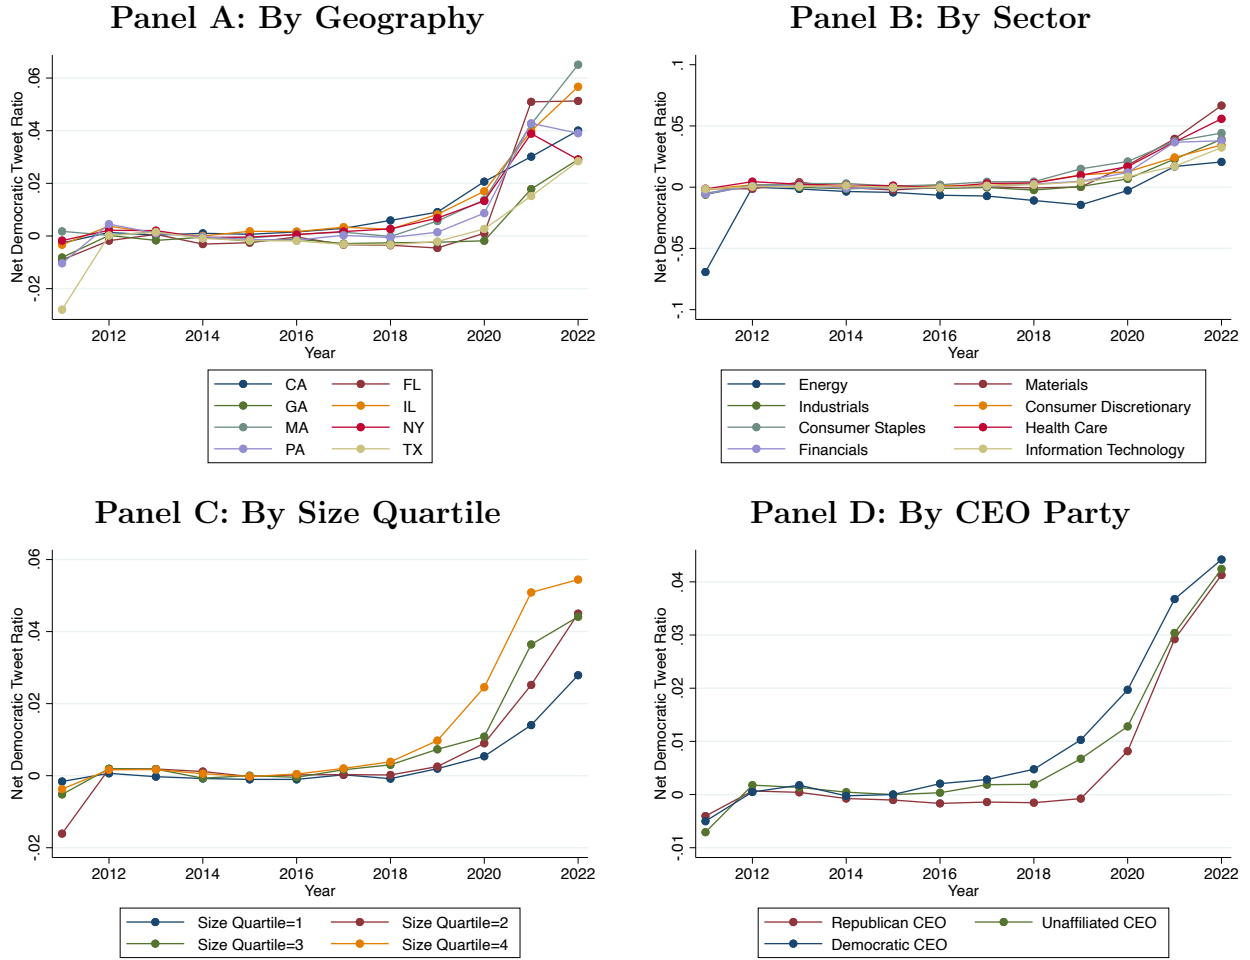 Panel A: By Geography
Net Democratic Tweet Ratio
.06
.04
.02
0
-.02
2012 2014 2016 2018 2020 2022
Year
CA FL
GA IL
MA NY
PA TX
Panel B: By Sector
Net Democratic Tweet Ratio
.1
.05
0
-.05
-.1
2012 2014 2016 2018 2020 2022
Year
Energy Materials
Industrials Consumer Discretionary
Consumer Staples Health Care
Financials Information Technology
Panel C: By Size Quartile
Net Democratic Tweet Ratio
.06
.04
.02
0
-.02
2012 2014 2016 2018 2020 2022
Year
Size Quartile=1 Size Quartile=2
Size Quartile=3 Size Quartile=4
Panel D: By CEO Party
Net Democratic Tweet Ratio
.04
.03
.02
.01
0
-.01
2012 2014 2016 2018 2020 2022
Year
Republican CEO Unaffiliated CEO
Democratic CEO